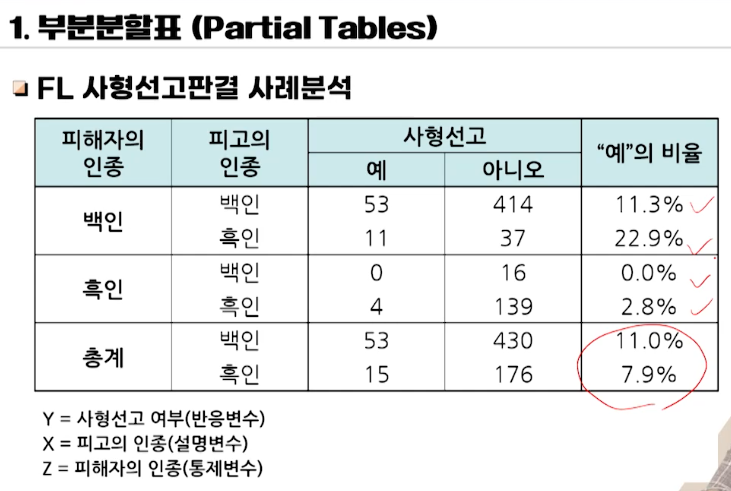 1. 부분분할표 (Partial Tables)
FL 사형선고판결 사례분석
피해자의 인종 피고의 인종 사형선고 "예"의 비율
예 아니오
백인 백인 53 414 11.3%
흑인 11 37 22.9%
흑인 백인 0 16 0.0%
흑인 4 139 2.8%
총계 백인 53 430 11.0%
흑인 15 176 7.9%
Y = 사형선고 여부(반응변수)
X = 피고의 인종(설명변수)
Z = 피해자의 인종(통제변수)